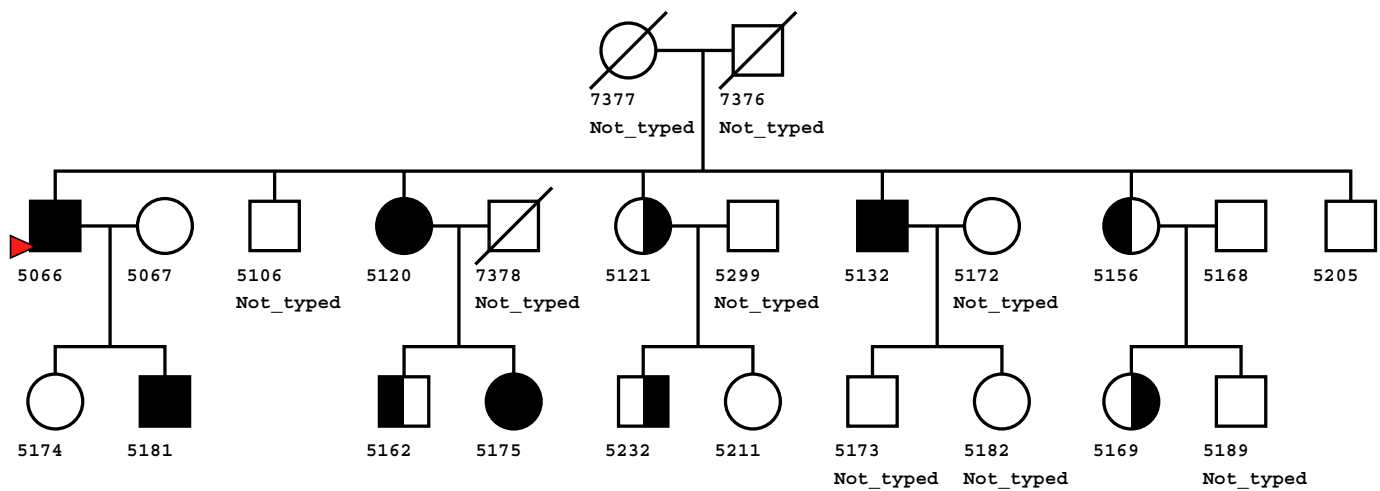 7377 7376
Not_typed Not_typed
5066 5067 5106 5120 7378 5121 5299 5132 5172 5156 5168 5205
Not_typed Not_typed Not_typed Not_typed
5174 5181 5162 5175 5232 5211 5173 5182 5169 5189
Not_typed Not_typed Not_typed